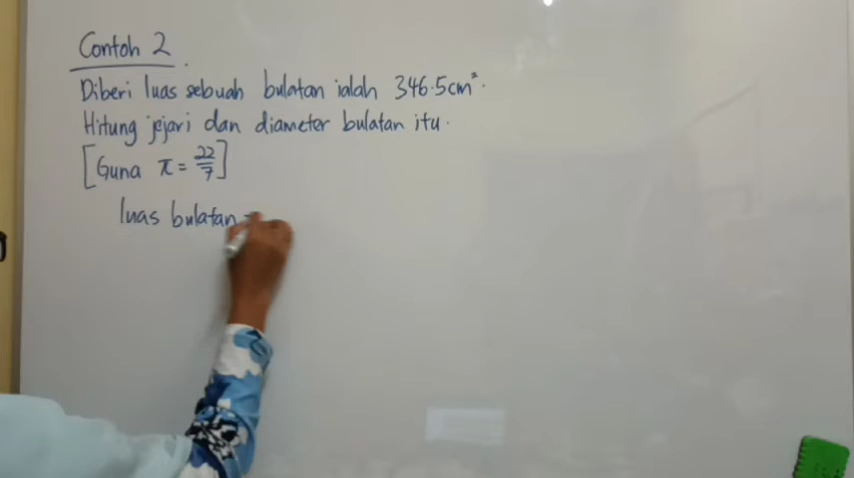 Contoh 2
Diberi luas sebuah bulatan ialah 346.5cm².
Hitung jejari dan diameter bulatan itu.
[Guna π = 22/7]
luas bulatan =